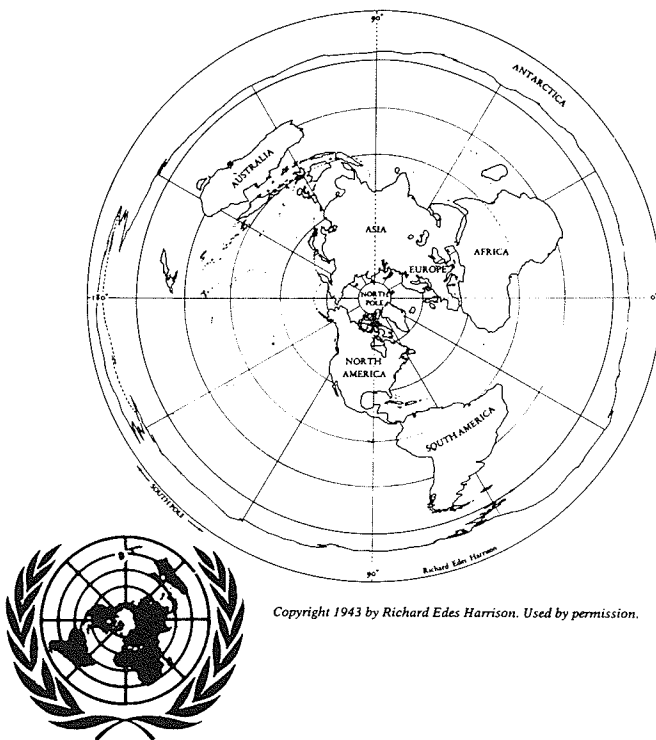 90°
ANTARCTICA
AUSTRALIA
ASIA
AFRICA
EUROPE
180°
NORTH
POLE
0°
NORTH
AMERICA
SOUTH AMERICA
SOUTH POLE
90°
Richard Edes Harrison
Copyright 1943 by Richard Edes Harrison. Used by permission.